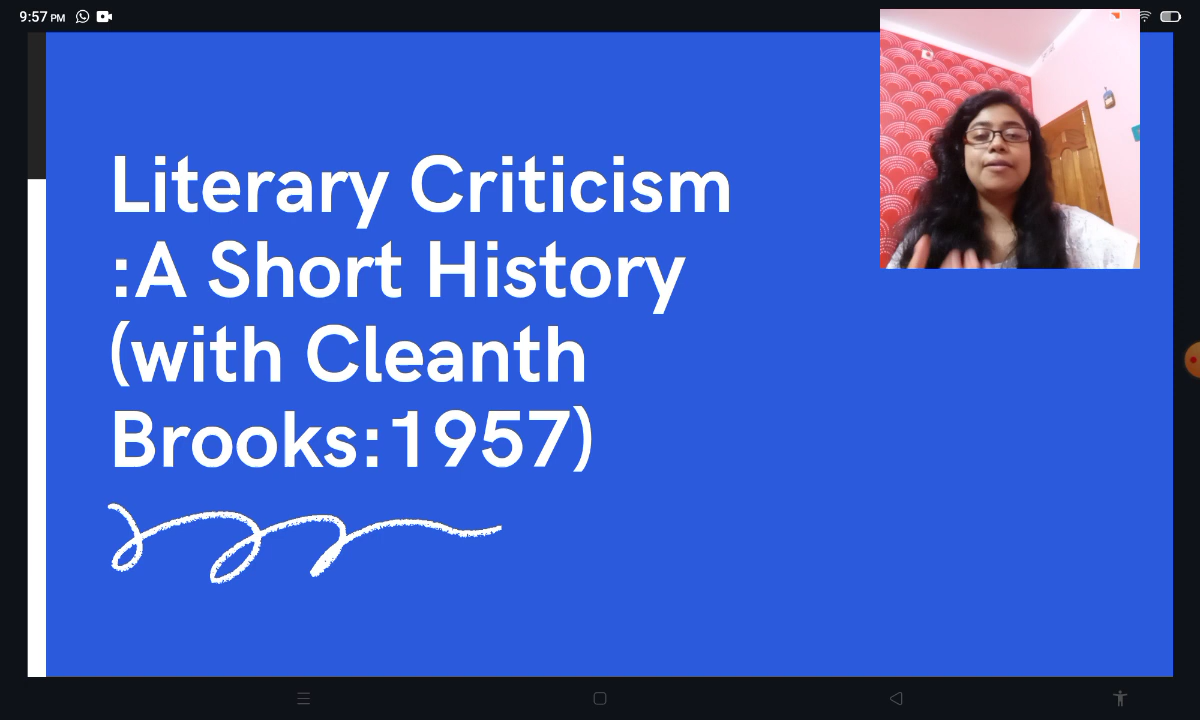 9:57 PM
Literary Criticism
:A Short History
(with Cleanth
Brooks:1957)